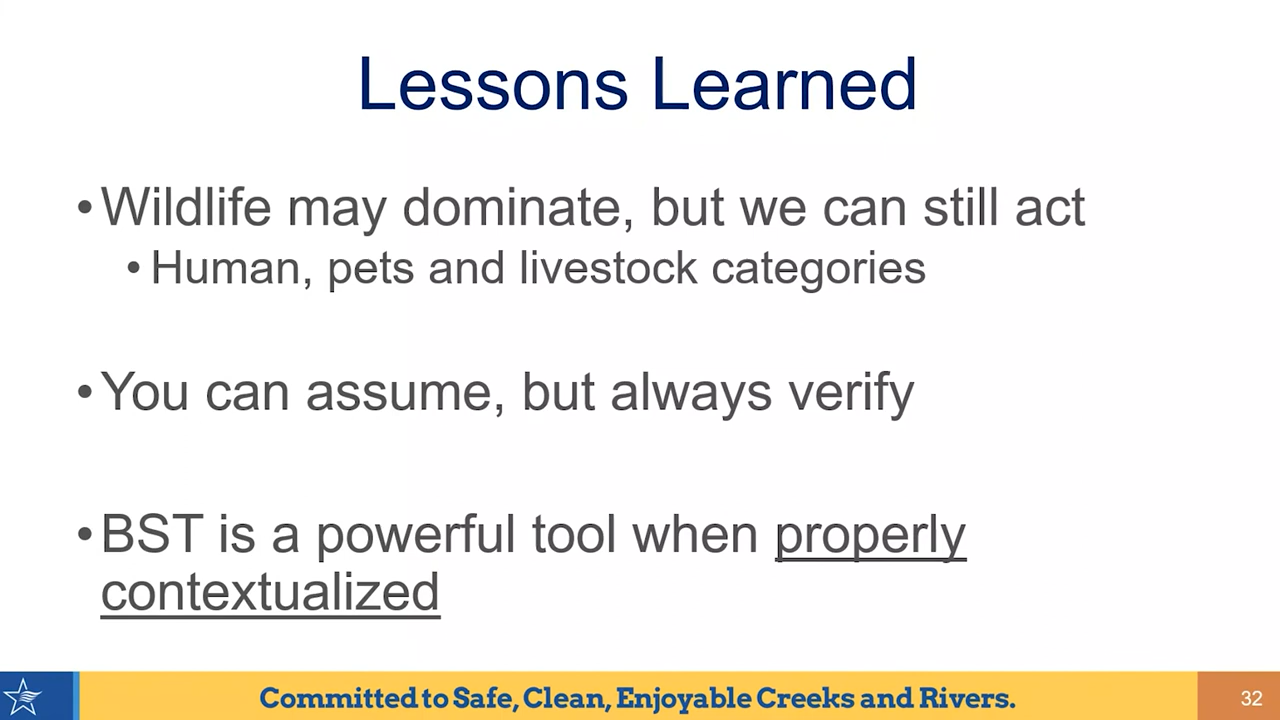 Lessons Learned
•Wildlife may dominate, but we can still act
•Human, pets and livestock categories
•You can assume, but always verify
•BST is a powerful tool when properly
contextualized
Committed to Safe, Clean, Enjoyable Creeks and Rivers.
32